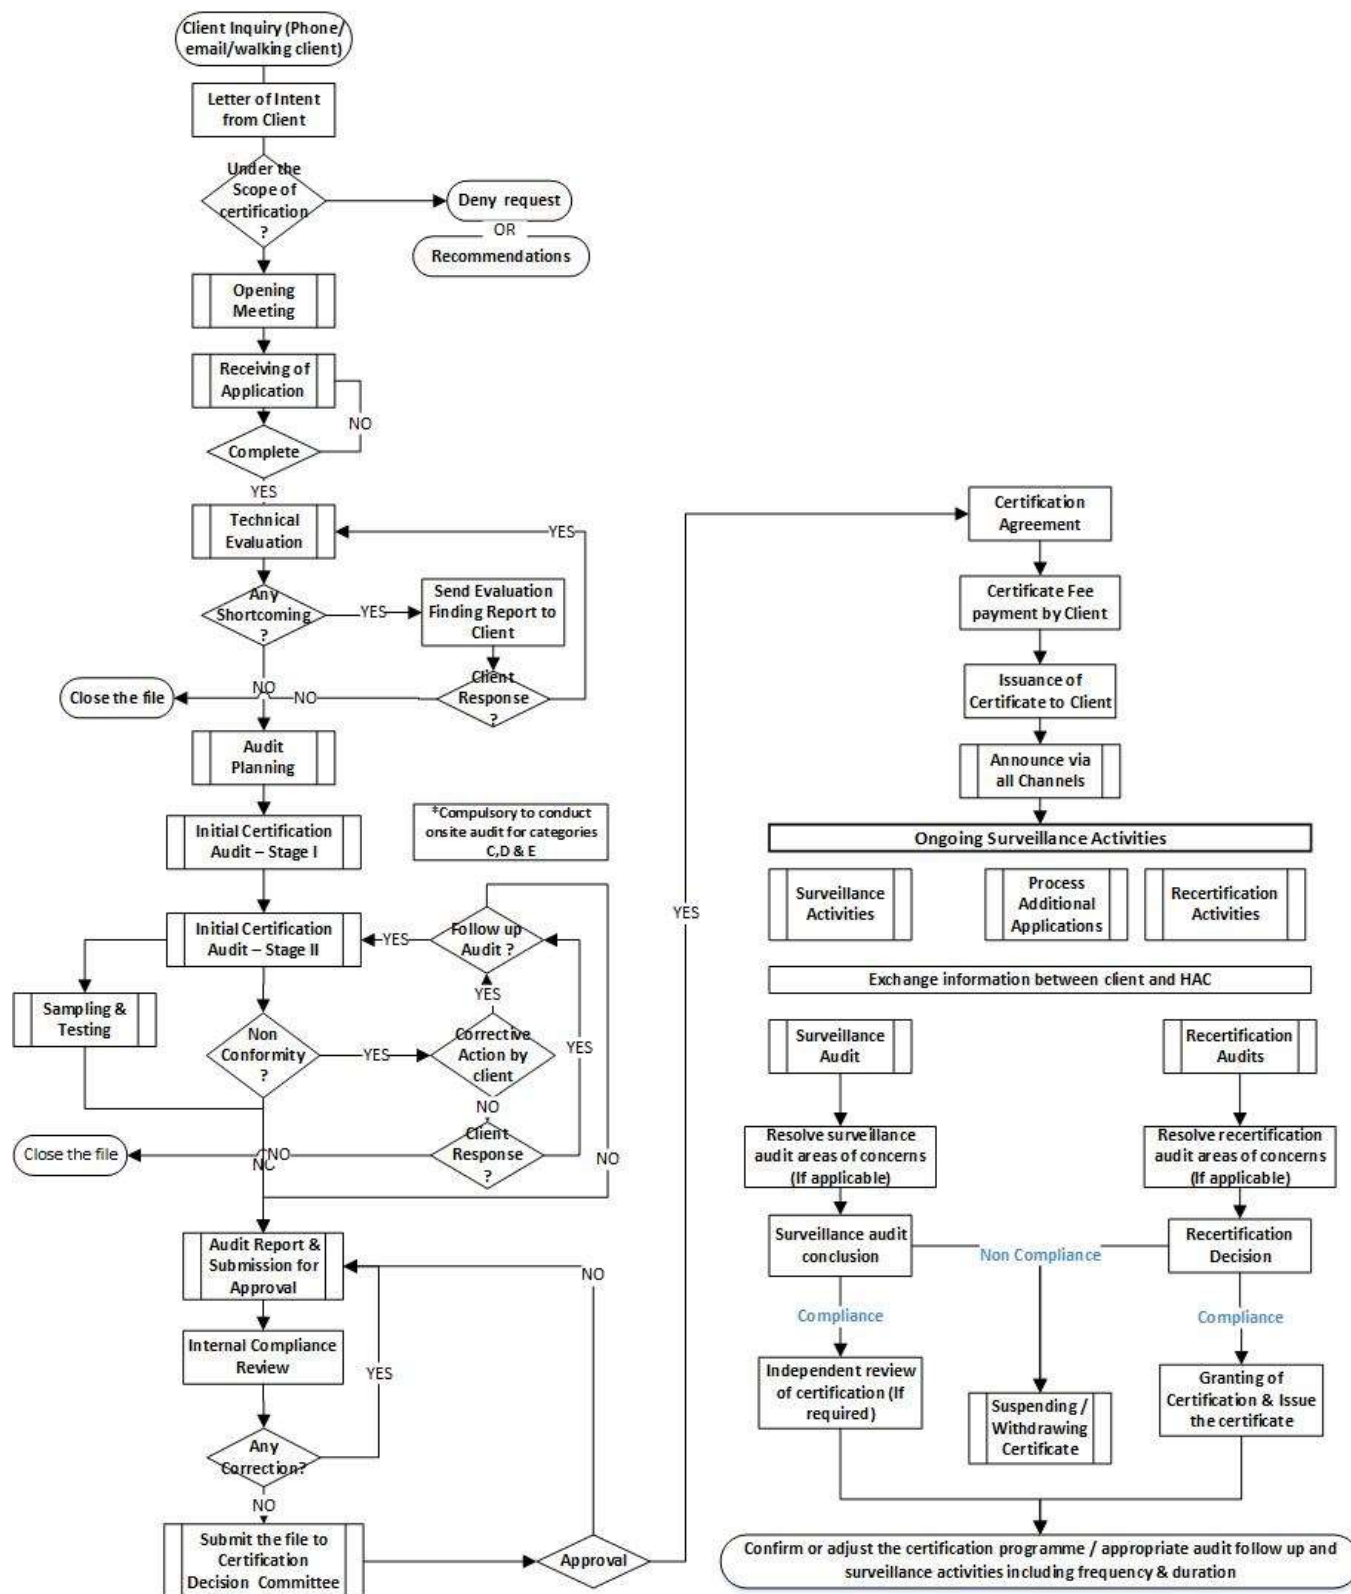 Client Inquiry (Phone/
email/walking client)
Letter of Intent
from Client
Under the
Scope of
certification
?
Deny request
OR
Recommendations
Opening
Meeting
Receiving of
Application
NO
Complete
YES
Technical
Evaluation
YES
Any
Shortcoming
?
YES
Send Evaluation
Finding Report to
Client
Client
Response
?
NO
NO
Close the file
Audit
Planning
Initial Certification
Audit – Stage I
*Compulsory to conduct
onsite audit for categories
C,D & E
Initial Certification
Audit – Stage II
YES
Follow up
Audit ?
Sampling &
Testing
Non
Conformity
?
YES
YES
Corrective
Action by
client
YES
NO
Client
Response
?
NO
NO
NO
Close the file
Audit Report &
Submission for
Approval
NO
Internal Compliance
Review
YES
Any
Correction?
NO
Submit the file to
Certification
Decision Committee
Approval
YES
Certification
Agreement
Certificate Fee
payment by Client
Issuance of
Certificate to Client
Announce via
all Channels
Ongoing Surveillance Activities
Surveillance
Activities
Process
Additional
Applications
Recertification
Activities
Exchange information between client and HAC
Surveillance
Audit
Recertification
Audits
Resolve surveillance
audit areas of concerns
(If applicable)
Resolve recertification
audit areas of concerns
(If applicable)
Surveillance audit
conclusion
Non Compliance
Recertification
Decision
Compliance
Compliance
Independent review
of certification (If
required)
Suspending /
Withdrawing
Certificate
Granting of
Certification & Issue
the certificate
Confirm or adjust the certification programme / appropriate audit follow up and
surveillance activities including frequency & duration